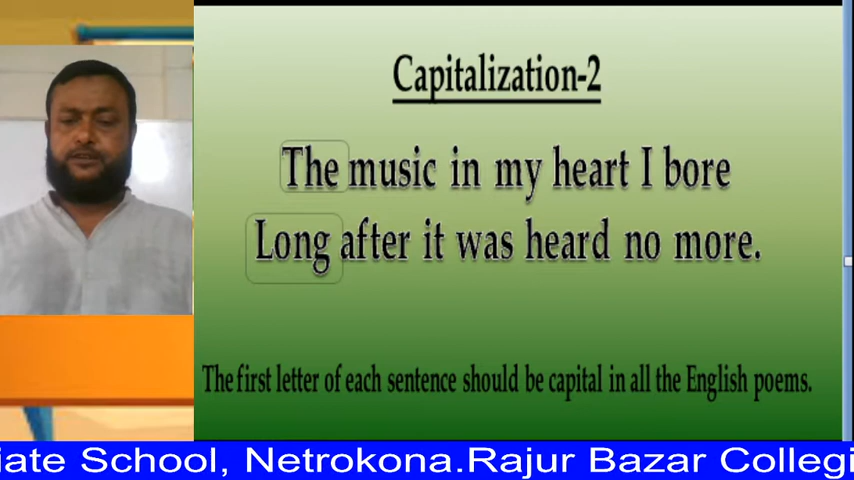 Capitalization-2
The music in my heart I bore
Long after it was heard no more.
The first letter of each sentence should be capital in all the English poems.
iate School, Netrokona.Rajur Bazar Collegi